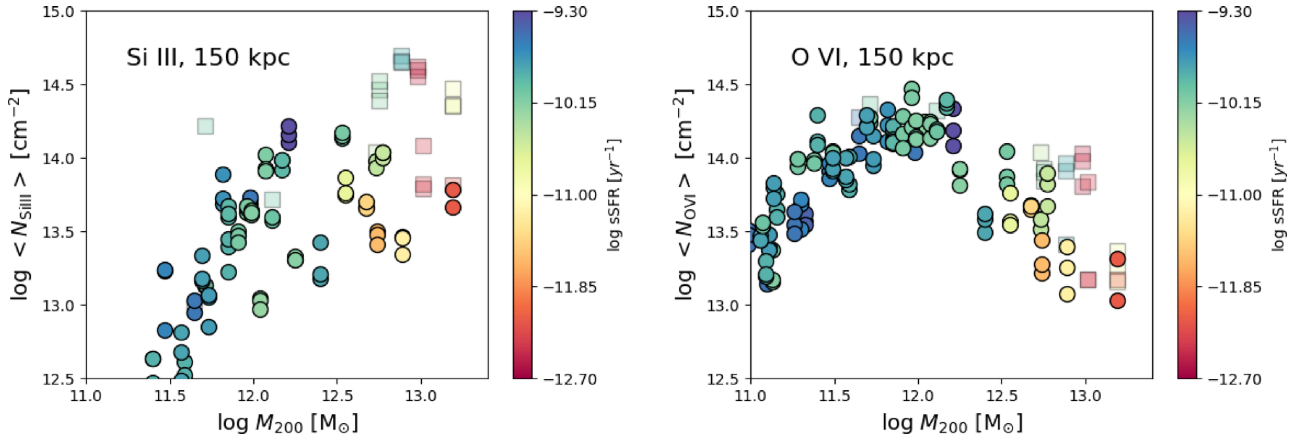 15.0
14.5
14.0
13.5
13.0
12.5
log < N_SiIII > [cm⁻²]
Si III, 150 kpc
11.0 11.5 12.0 12.5 13.0
log M₂₀₀ [M☉]
−9.30
−10.15
−11.00
−11.85
−12.70
log sSFR [yr⁻¹]
15.0
14.5
14.0
13.5
13.0
12.5
log < N_OVI > [cm⁻²]
O VI, 150 kpc
11.0 11.5 12.0 12.5 13.0
log M₂₀₀ [M☉]
−9.30
−10.15
−11.00
−11.85
−12.70
log sSFR [yr⁻¹]